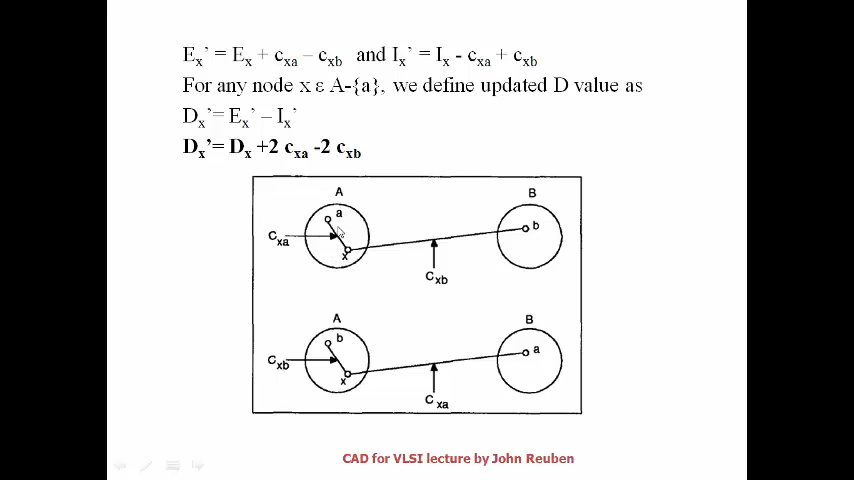 Eₓ’ = Eₓ + cₓₐ – cₓb and Iₓ’ = Iₓ - cₓₐ + cₓb
For any node x ε A-{a}, we define updated D value as
Dₓ’= Eₓ’ – Iₓ’
Dₓ’= Dₓ +2 cₓₐ -2 cₓb
A B
a b
Cxa
x
Cxb
A B
b a
Cxb
x
Cxa
CAD for VLSI lecture by John Reuben